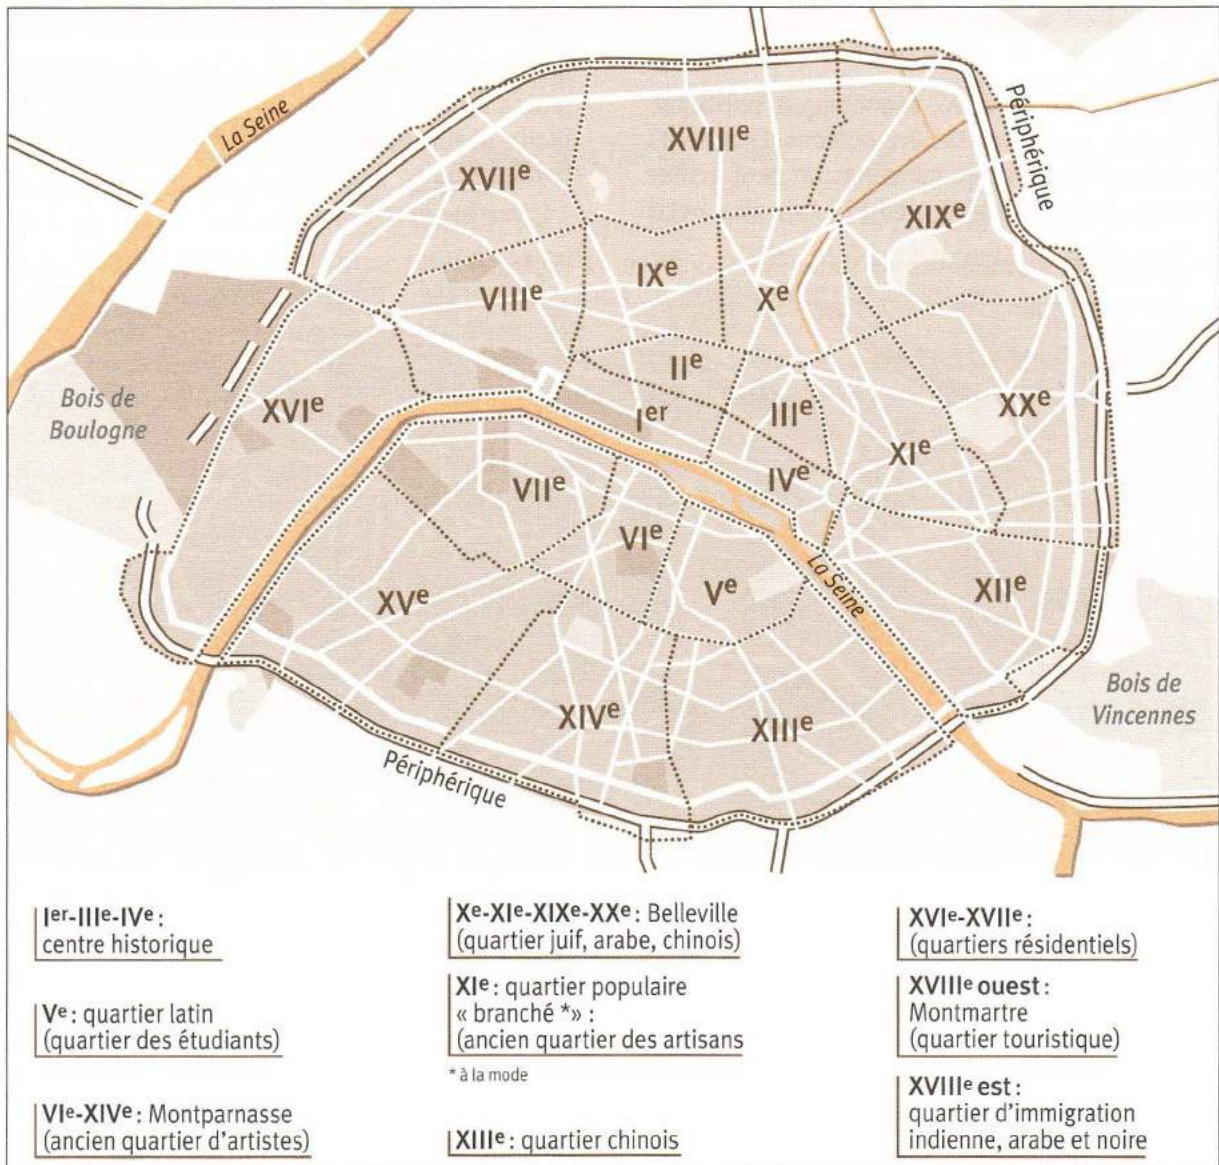 La Seine
Périphérique
XVIIIe
XVIIe
XIXe
IXe
VIIIe
Xe
IIe
Bois de
Boulogne
XVIe
Ier
IIIe
XXe
XIe
IVe
VIIe
VIe
La Seine
XVe
Ve
XIIe
Bois de
Vincennes
XIVe
XIIIe
Périphérique
Ier-IIIe-IVe :
centre historique
Ve : quartier latin
(quartier des étudiants)
VIe-XIVe : Montparnasse
(ancien quartier d'artistes)
Xe-XIe-XIXe-XXe : Belleville
(quartier juif, arabe, chinois)
XIe : quartier populaire
« branché *» :
(ancien quartier des artisans
* à la mode
XIIIe : quartier chinois
XVIe-XVIIe :
(quartiers résidentiels)
XVIIIe ouest :
Montmartre
(quartier touristique)
XVIIIe est :
quartier d'immigration
indienne, arabe et noire